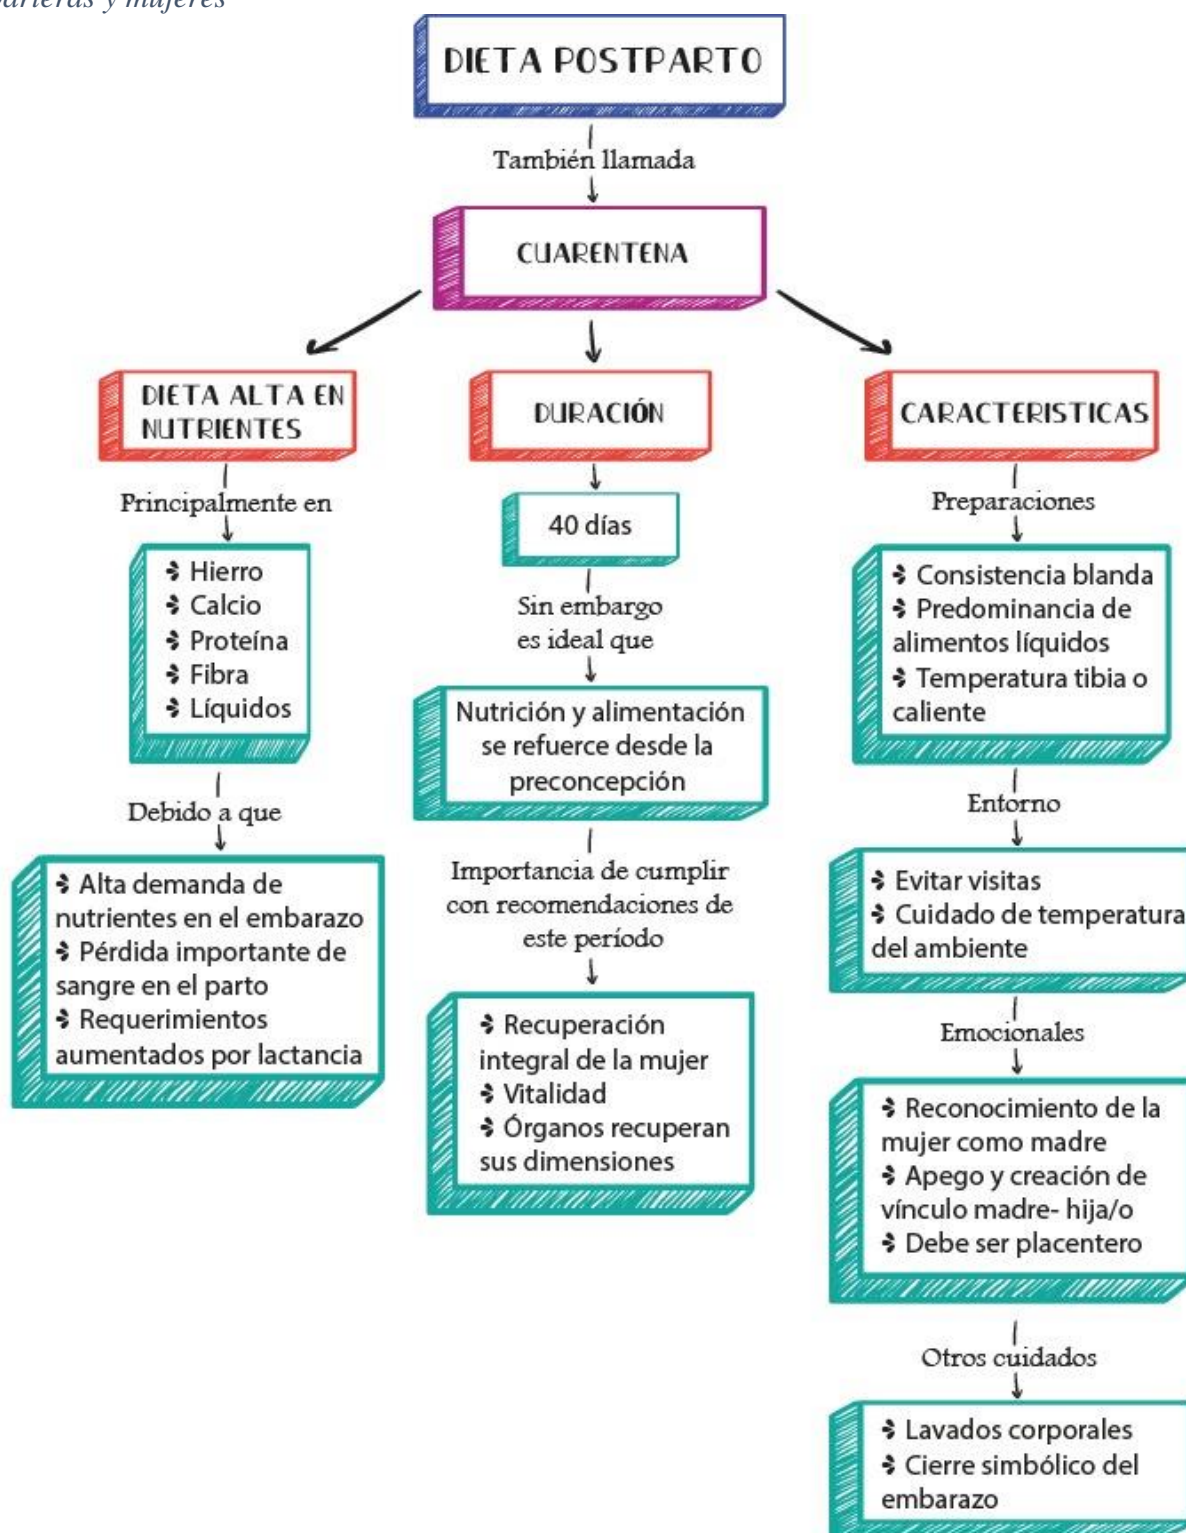 parteras y mujeres
DIETA POSTPARTO
También llamada
CUARENTENA
DIETA ALTA EN
NUTRIENTES
Principalmente en
Hierro
Calcio
Proteína
Fibra
Líquidos
Debido a que
Alta demanda de
nutrientes en el embarazo
Pérdida importante de
sangre en el parto
Requerimientos
aumentados por lactancia
DURACIÓN
40 días
Sin embargo
es ideal que
Nutrición y alimentación
se refuerce desde la
preconcepción
Importancia de cumplir
con recomendaciones de
este período
Recuperación
integral de la mujer
Vitalidad
Órganos recuperan
sus dimensiones
CARACTERISTICAS
Preparaciones
Consistencia blanda
Predominancia de
alimentos líquidos
Temperatura tibia o
caliente
Entorno
Evitar visitas
Cuidado de temperatura
del ambiente
Emocionales
Reconocimiento de la
mujer como madre
Apego y creación de
vínculo madre- hija/o
Debe ser placentero
Otros cuidados
Lavados corporales
Cierre simbólico del
embarazo